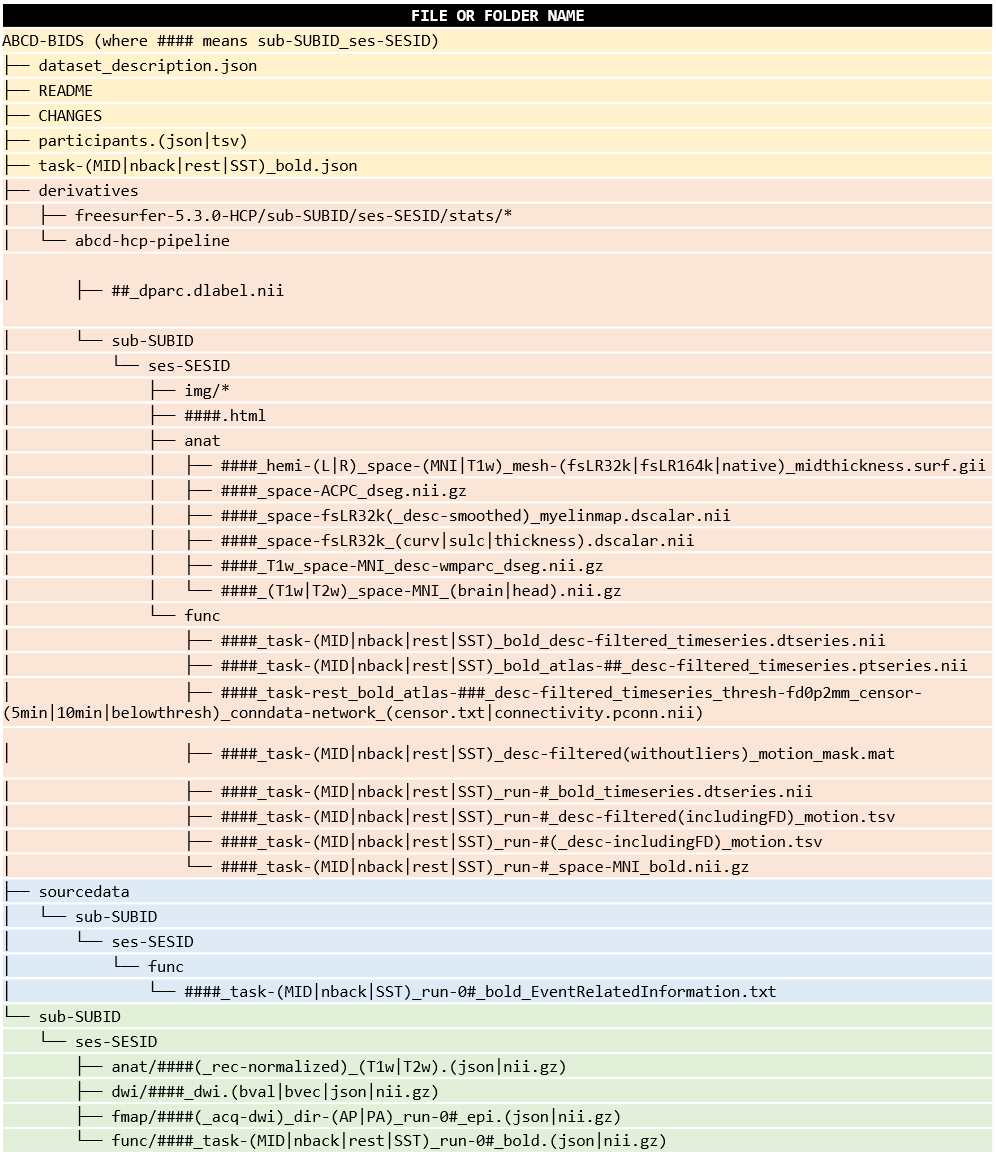 FILE OR FOLDER NAME
ABCD-BIDS (where #### means sub-SUBID_ses-SESID)
├── dataset_description.json
├── README
├── CHANGES
├── participants.(json|tsv)
├── task-(MID|nback|rest|SST)_bold.json
├── derivatives
│   ├── freesurfer-5.3.0-HCP/sub-SUBID/ses-SESID/stats/*
│   └── abcd-hcp-pipeline
│       ├── ##_dparc.dlabel.nii
│       └── sub-SUBID
│           └── ses-SESID
│               ├── img/*
│               ├── ####.html
│               ├── anat
│               │   ├── ####_hemi-(L|R)_space-(MNI|T1w)_mesh-(fsLR32k|fsLR164k|native)_midthickness.surf.gii
│               │   ├── ####_space-ACPC_dseg.nii.gz
│               │   ├── ####_space-fsLR32k(_desc-smoothed)_myelinmap.dscalar.nii
│               │   ├── ####_space-fsLR32k_(curv|sulc|thickness).dscalar.nii
│               │   ├── ####_T1w_space-MNI_desc-wmparc_dseg.nii.gz
│               │   └── ####_(T1w|T2w)_space-MNI_(brain|head).nii.gz
│               └── func
│                   ├── ####_task-(MID|nback|rest|SST)_bold_desc-filtered_timeseries.dtseries.nii
│                   ├── ####_task-(MID|nback|rest|SST)_bold_atlas-##_desc-filtered_timeseries.ptseries.nii
│                   ├── ####_task-rest_bold_atlas-###_desc-filtered_timeseries_thresh-fd0p2mm_censor-
(5min|10min|belowthresh)_conndata-network_(censor.txt|connectivity.pconn.nii)
│                   ├── ####_task-(MID|nback|rest|SST)_desc-filtered(withoutliers)_motion_mask.mat
│                   ├── ####_task-(MID|nback|rest|SST)_run-#_bold_timeseries.dtseries.nii
│                   ├── ####_task-(MID|nback|rest|SST)_run-#_desc-filtered(includingFD)_motion.tsv
│                   ├── ####_task-(MID|nback|rest|SST)_run-#(_desc-includingFD)_motion.tsv
│                   └── ####_task-(MID|nback|rest|SST)_run-#_space-MNI_bold.nii.gz
├── sourcedata
│   └── sub-SUBID
│       └── ses-SESID
│           └── func
│               └── ####_task-(MID|nback|SST)_run-0#_bold_EventRelatedInformation.txt
└── sub-SUBID
    └── ses-SESID
        ├── anat/####(_rec-normalized)_(T1w|T2w).(json|nii.gz)
        ├── dwi/####_dwi.(bval|bvec|json|nii.gz)
        ├── fmap/####(_acq-dwi)_dir-(AP|PA)_run-0#_epi.(json|nii.gz)
        └── func/####_task-(MID|nback|rest|SST)_run-0#_bold.(json|nii.gz)